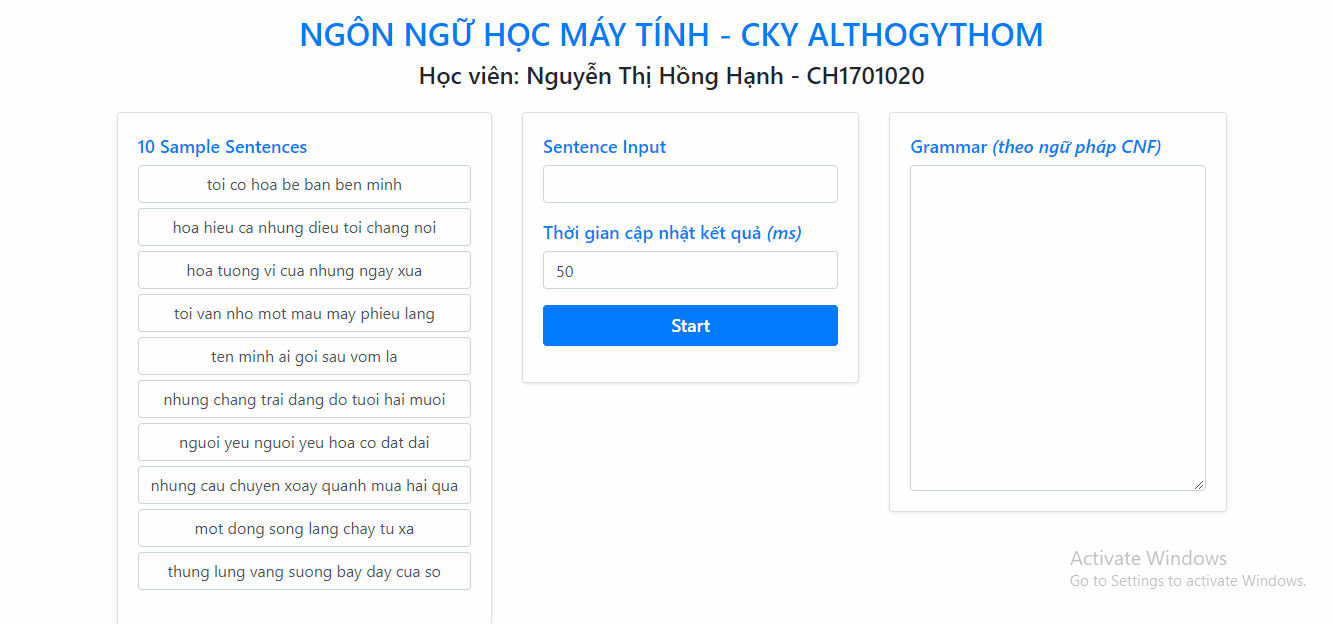 NGÔN NGỮ HỌC MÁY TÍNH - CKY ALTHOGYTHOM
Học viên: Nguyễn Thị Hồng Hạnh - CH1701020
10 Sample Sentences
toi co hoa be ban ben minh
hoa hieu ca nhung dieu toi chang noi
hoa tuong vi cua nhung ngay xua
toi van nho mot mau may phieu lang
ten minh ai goi sau vom la
nhung chang trai dang do tuoi hai muoi
nguoi yeu nguoi yeu hoa co dat dai
nhung cau chuyen xoay quanh mua hai qua
mot dong song lang chay tu xa
thung lung vang suong bay day cua so
Sentence Input
Thời gian cập nhật kết quả (ms)
50
Start
Grammar (theo ngữ pháp CNF)
Activate Windows
Go to Settings to activate Windows.